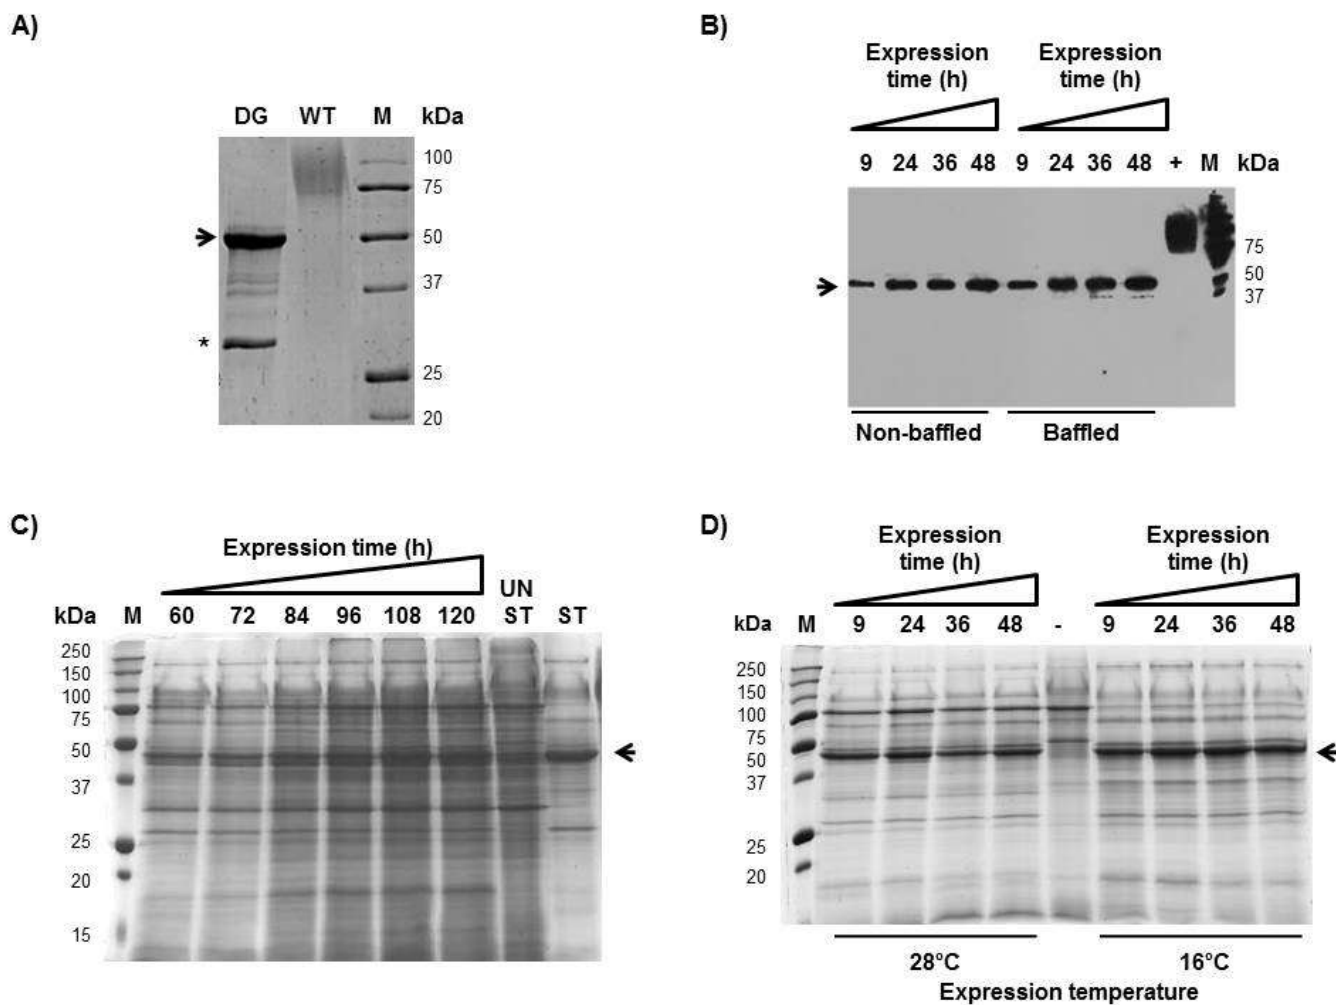 A)
DG WT M kDa
100
75
50
37
*
25
20
B)
Expression time (h) Expression time (h)
9 24 36 48 9 24 36 48 + M kDa
75
50
37
Non-baffled Baffled
C)
Expression time (h)
UN
kDa M 60 72 84 96 108 120 ST ST
250
150
100
75
50
37
25
20
15
D)
Expression time (h) Expression time (h)
kDa M 9 24 36 48 - 9 24 36 48
250
150
100
75
50
37
25
20
28°C 16°C
Expression temperature